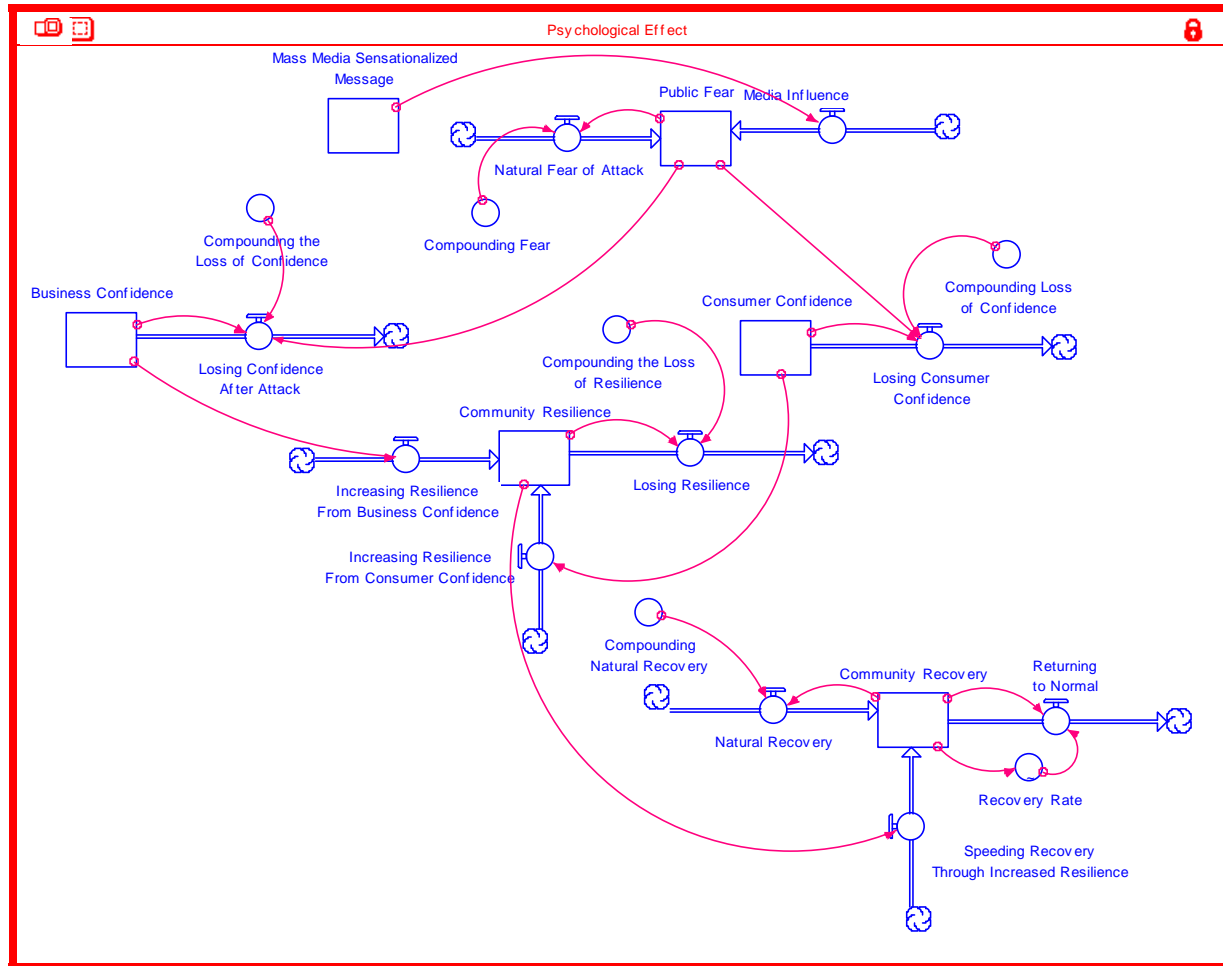 Psychological Effect
Mass Media Sensationalized
Message
Public Fear
Media Influence
Natural Fear of Attack
Compounding Fear
Compounding the
Loss of Confidence
Business Confidence
Losing Confidence
After Attack
Compounding the Loss
of Resilience
Consumer Confidence
Compounding Loss
of Confidence
Losing Consumer
Confidence
Community Resilience
Losing Resilience
Increasing Resilience
From Business Confidence
Increasing Resilience
From Consumer Confidence
Compounding
Natural Recovery
Community Recovery
Returning
to Normal
Natural Recovery
Recovery Rate
~
Speeding Recovery
Through Increased Resilience